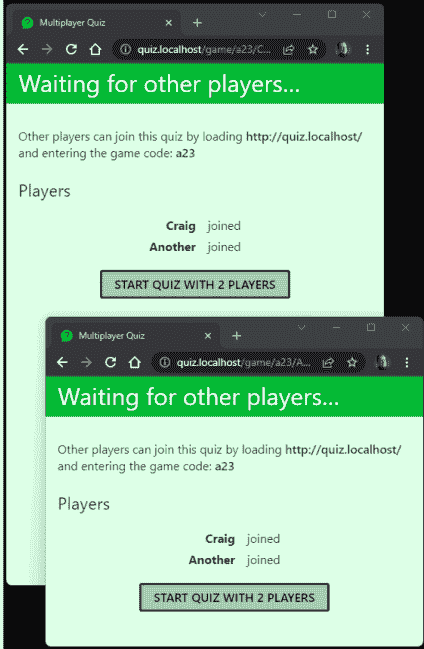 Multiplayer Quiz
quiz.localhost/game/a23/C...
Waiting for other players...
Other players can join this quiz by loading http://quiz.localhost/
and entering the game code: a23
Players
Craig joined
Another joined
START QUIZ WITH 2 PLAYERS
Multiplayer Quiz
quiz.localhost/game/a23/A...
Waiting for other players...
Other players can join this quiz by loading http://quiz.localhost/
and entering the game code: a23
Players
Craig joined
Another joined
START QUIZ WITH 2 PLAYERS